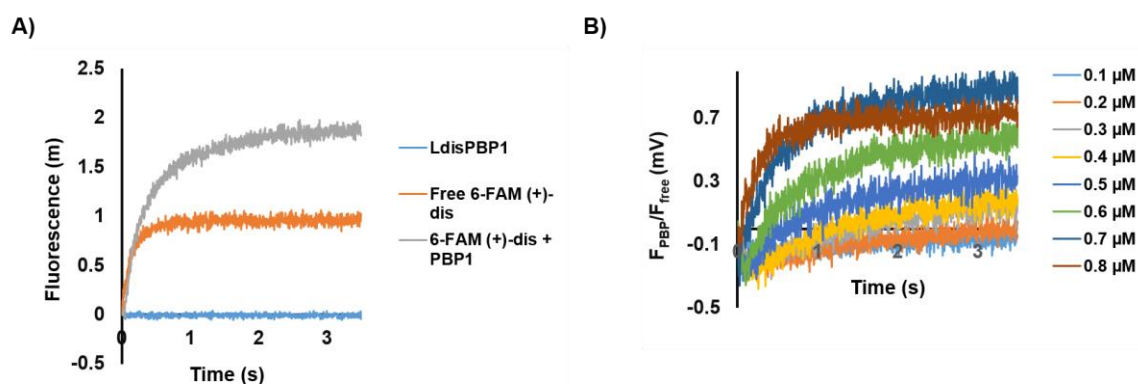 A)
2.5
2
1.5
1
0.5
0
-0.5
Fluorescence (m)
0 1 2 3
Time (s)
LdisPBP1
Free 6-FAM (+)-
dis
6-FAM (+)-dis +
PBP1
B)
0.7
0.3
-0.1
-0.5
FPBP/Ffree (mV)
0 1 2 3
Time (s)
0.1 µM
0.2 µM
0.3 µM
0.4 µM
0.5 µM
0.6 µM
0.7 µM
0.8 µM